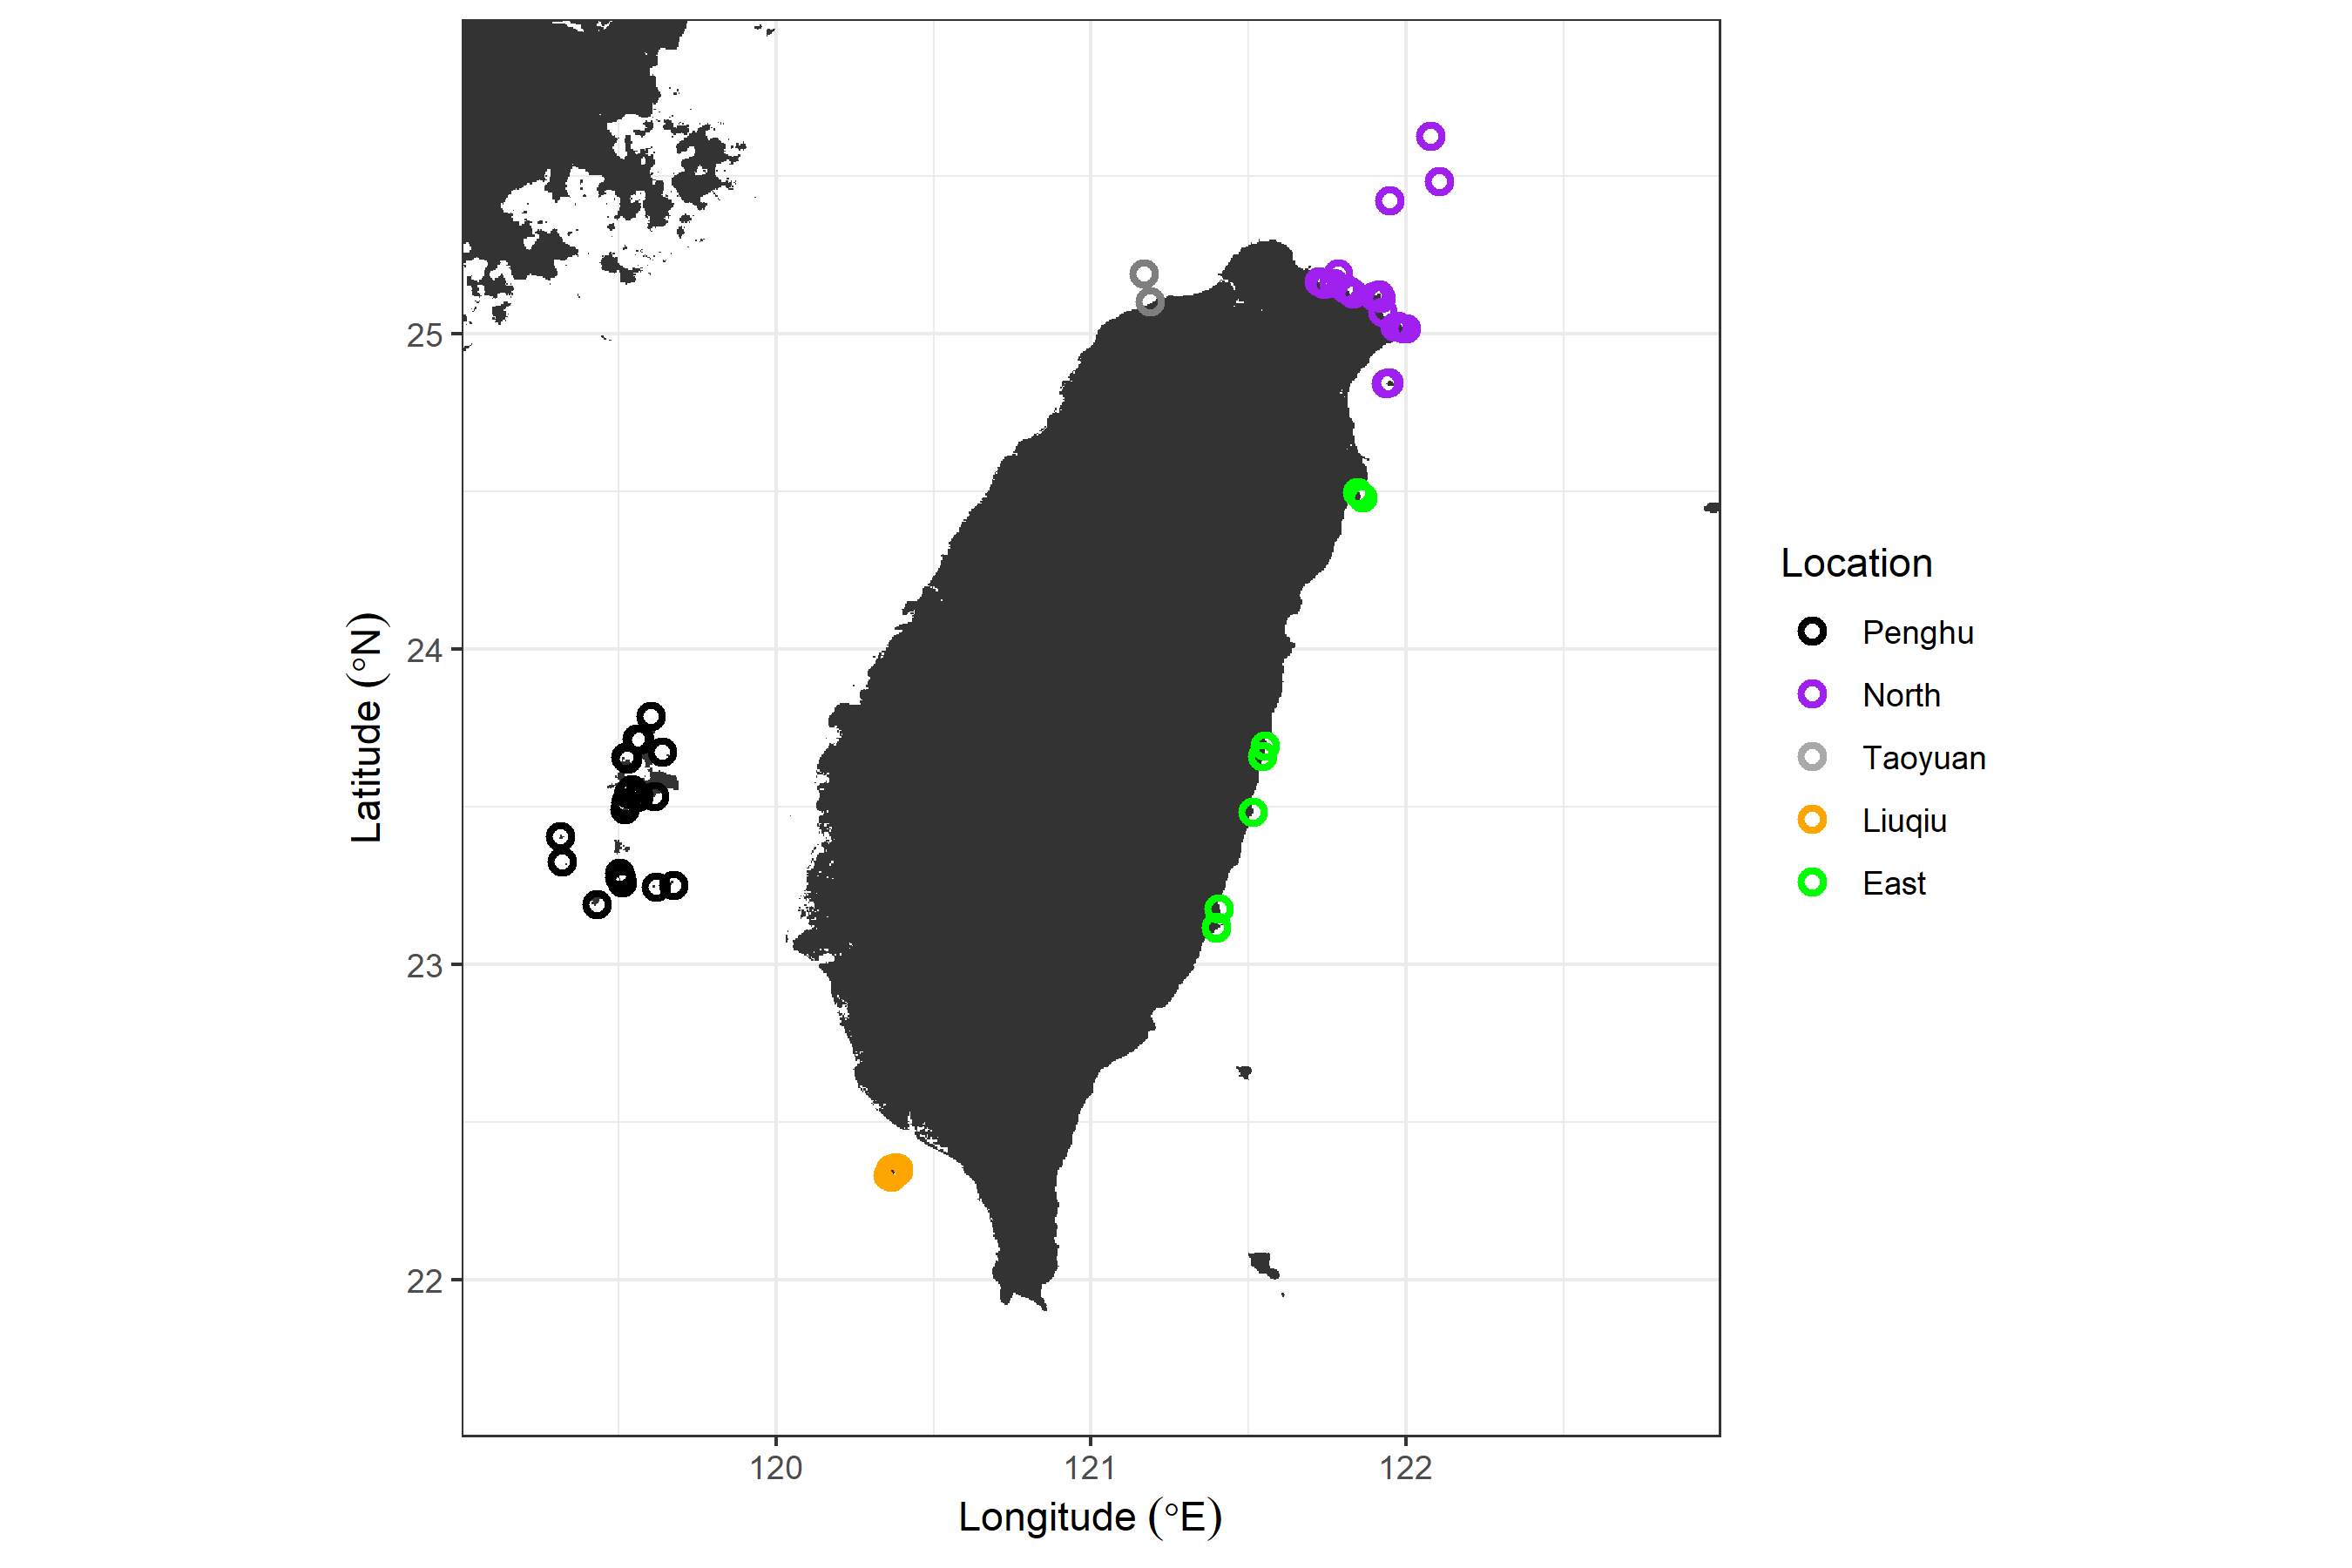 25
24
23
22
Latitude (°N)
120
121
122
Longitude (°E)
Location
Penghu
North
Taoyuan
Liuqiu
East